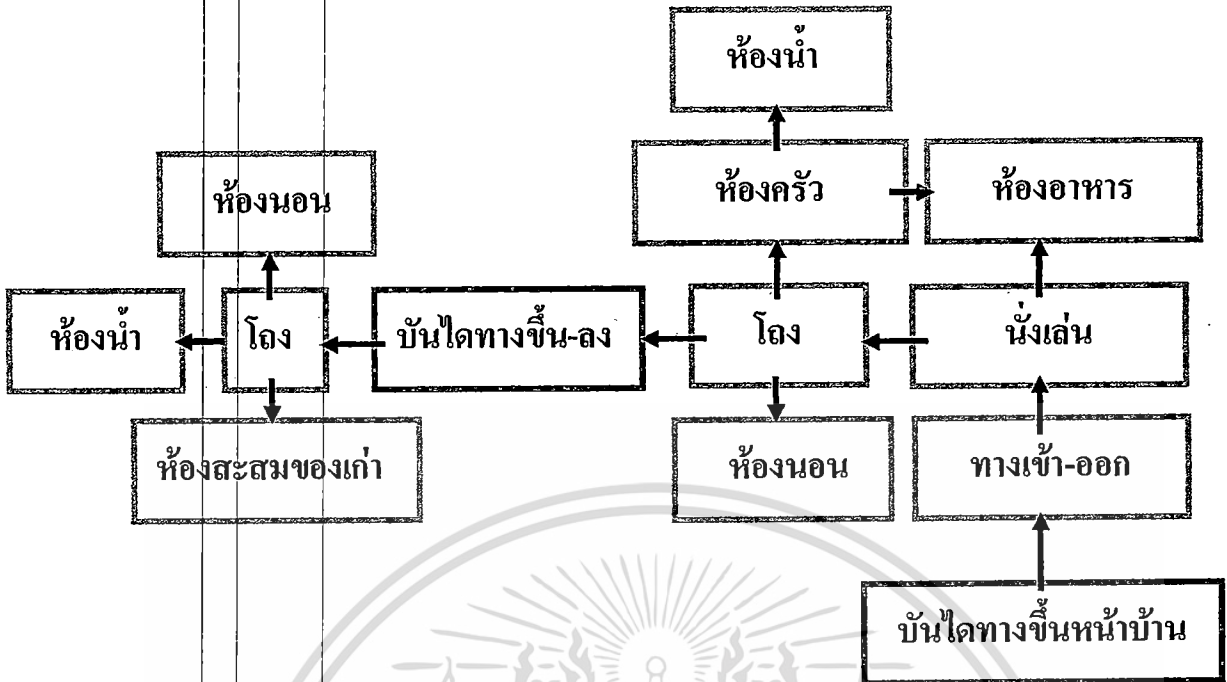 ห้องน้ำ
ห้องนอน
ห้องครัว
ห้องอาหาร
ห้องน้ำ
โถง
บันไดทางขึ้น-ลง
โถง
นั่งเล่น
ห้องสะสมของเก่า
ห้องนอน
ทางเข้า-ออก
บันไดทางขึ้นหน้าบ้าน